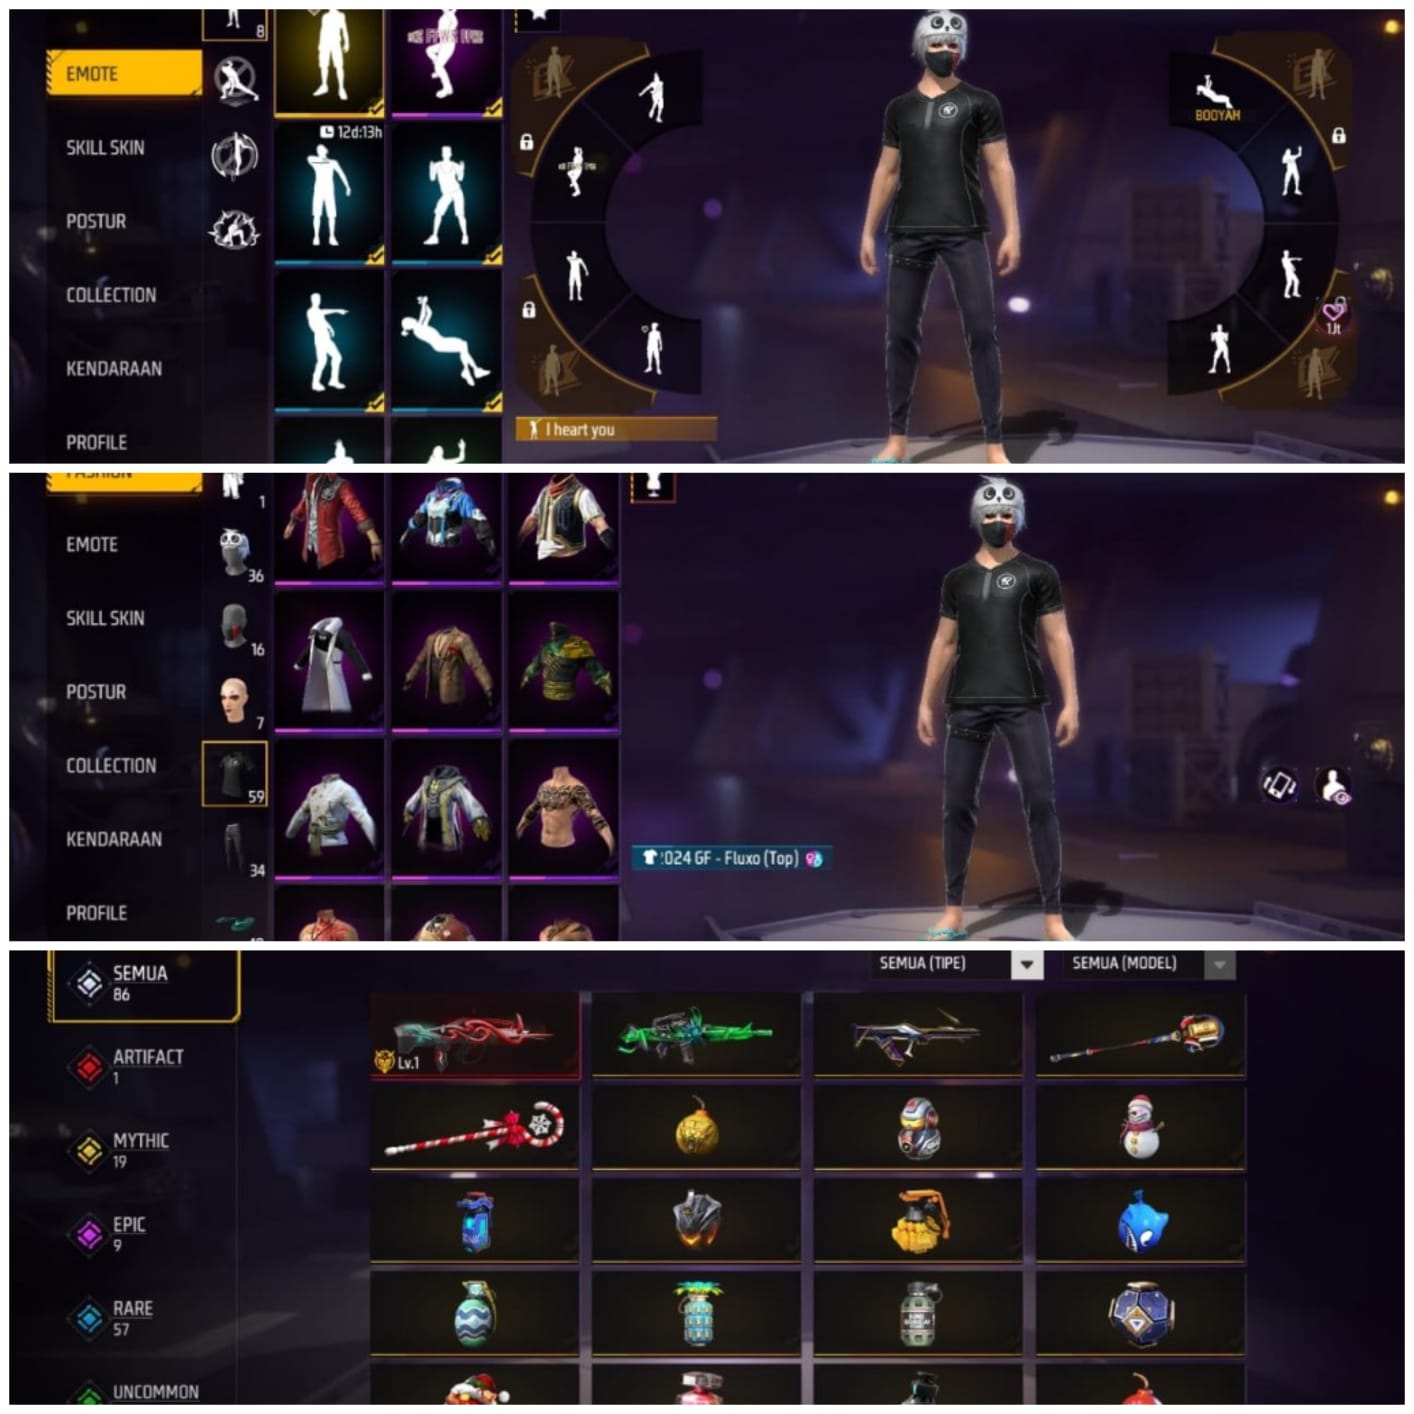 8
EMOTE
SKILL SKIN
POSTUR
COLLECTION
KENDARAAN
PROFILE
12d:13h
BOOYAH
1Jt
I heart you
FASHION
1
EMOTE
36
SKILL SKIN
16
POSTUR
7
COLLECTION
59
KENDARAAN
34
PROFILE
:024 GF - Fluxo (Top)
SEMUA
86
ARTIFACT
1
MYTHIC
19
EPIC
9
RARE
57
UNCOMMON
SEMUA (TIPE)
SEMUA (MODEL)
Lv.1